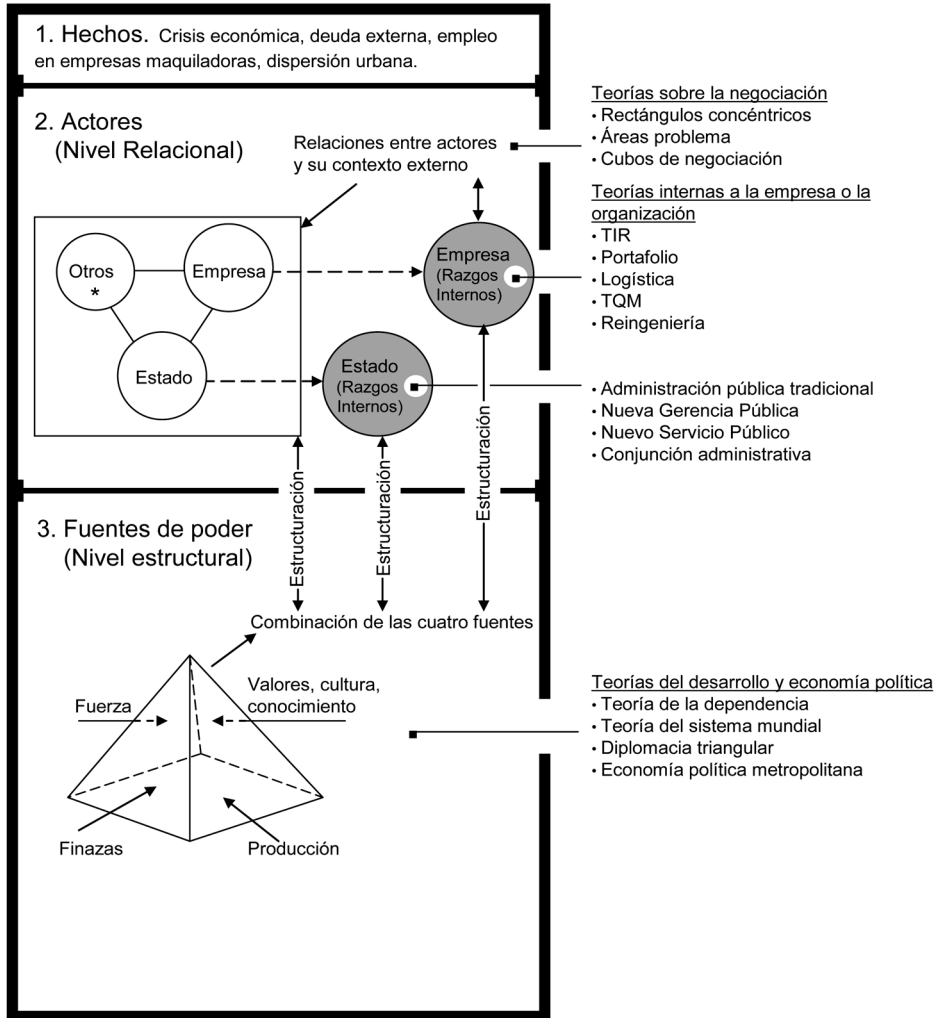 1. Hechos. Crisis económica, deuda externa, empleo
en empresas maquiladoras, dispersión urbana.
2. Actores
(Nivel Relacional)
Relaciones entre actores
y su contexto externo
Otros
*
Empresa
Estado
Empresa
(Razgos
Internos)
Estado
(Razgos
Internos)
Teorías sobre la negociación
• Rectángulos concéntricos
• Áreas problema
• Cubos de negociación
Teorías internas a la empresa o la
organización
• TIR
• Portafolio
• Logística
• TQM
• Reingeniería
• Administración pública tradicional
• Nueva Gerencia Pública
• Nuevo Servicio Público
• Conjunción administrativa
Estructuración
Estructuración
Estructuración
3. Fuentes de poder
(Nivel estructural)
Combinación de las cuatro fuentes
Fuerza
Valores, cultura,
conocimiento
Finazas
Producción
Teorías del desarrollo y economía política
• Teoría de la dependencia
• Teoría del sistema mundial
• Diplomacia triangular
• Economía política metropolitana